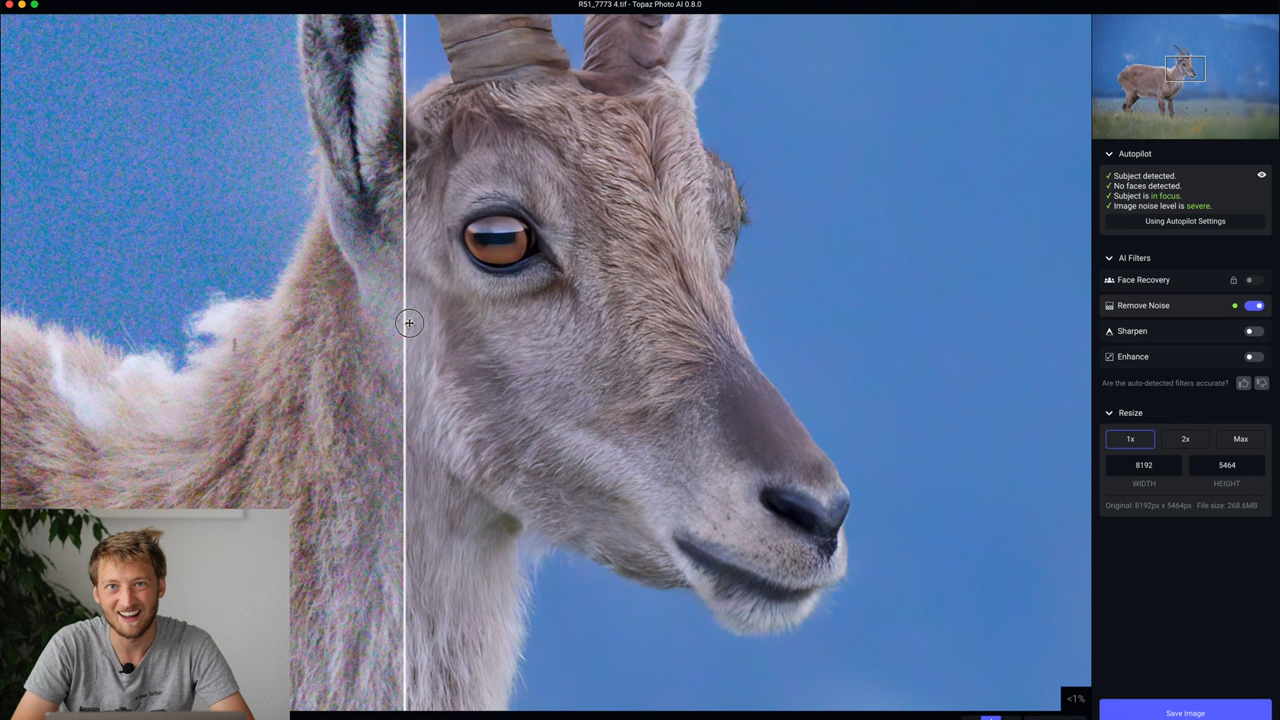 R51_7773 4.tif - Topaz Photo AI 0.8.0
Autopilot
✓ Subject detected.
✓ No faces detected.
✓ Subject is in focus.
✓ Image noise level is severe.
Using Autopilot Settings
AI Filters
Face Recovery
Remove Noise
Sharpen
Enhance
Are the auto-detected filters accurate?
Resize
1x 2x Max
8192 5464
WIDTH HEIGHT
Original: 8192px x 5464px File size: 268.6MB
<1%
Save Image